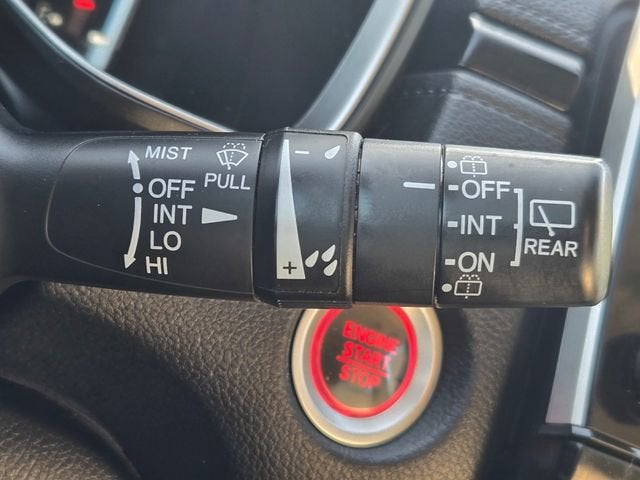 MIST
OFF
PULL
INT
LO
HI
−
+
OFF
INT
ON
REAR
ENGINE
START
STOP